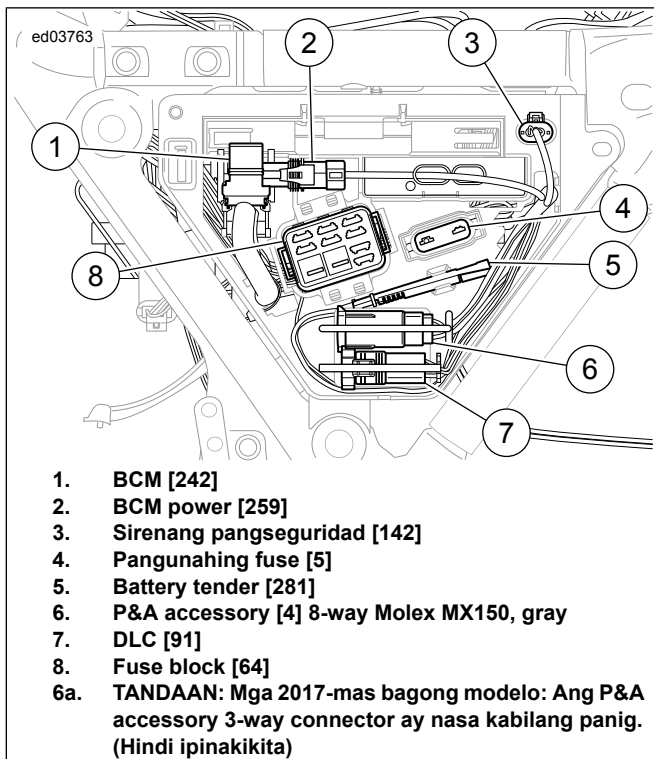 ed03763
2
3
1
4
8
5
6
7
1. BCM [242]
2. BCM power [259]
3. Sirenang pangseguridad [142]
4. Pangunahing fuse [5]
5. Battery tender [281]
6. P&A accessory [4] 8-way Molex MX150, gray
7. DLC [91]
8. Fuse block [64]
6a. TANDAAN: Mga 2017-mas bagong modelo: Ang P&A
accessory 3-way connector ay nasa kabilang panig.
(Hindi ipinakikita)